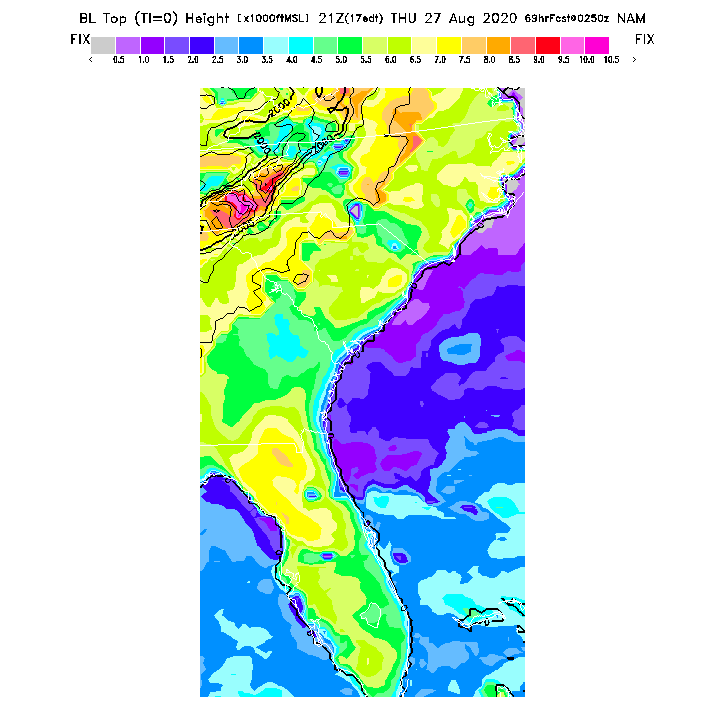 BL Top (TI=0) Height [x1000ftMSL] 21Z(17edt) THU 27 Aug 2020 69hrFcst@0250z NAM
FIX FIX
< 0.5 1.0 1.5 2.0 2.5 3.0 3.5 4.0 4.5 5.0 5.5 6.0 6.5 7.0 7.5 8.0 8.5 9.0 9.5 10.0 10.5 >
2000
2000